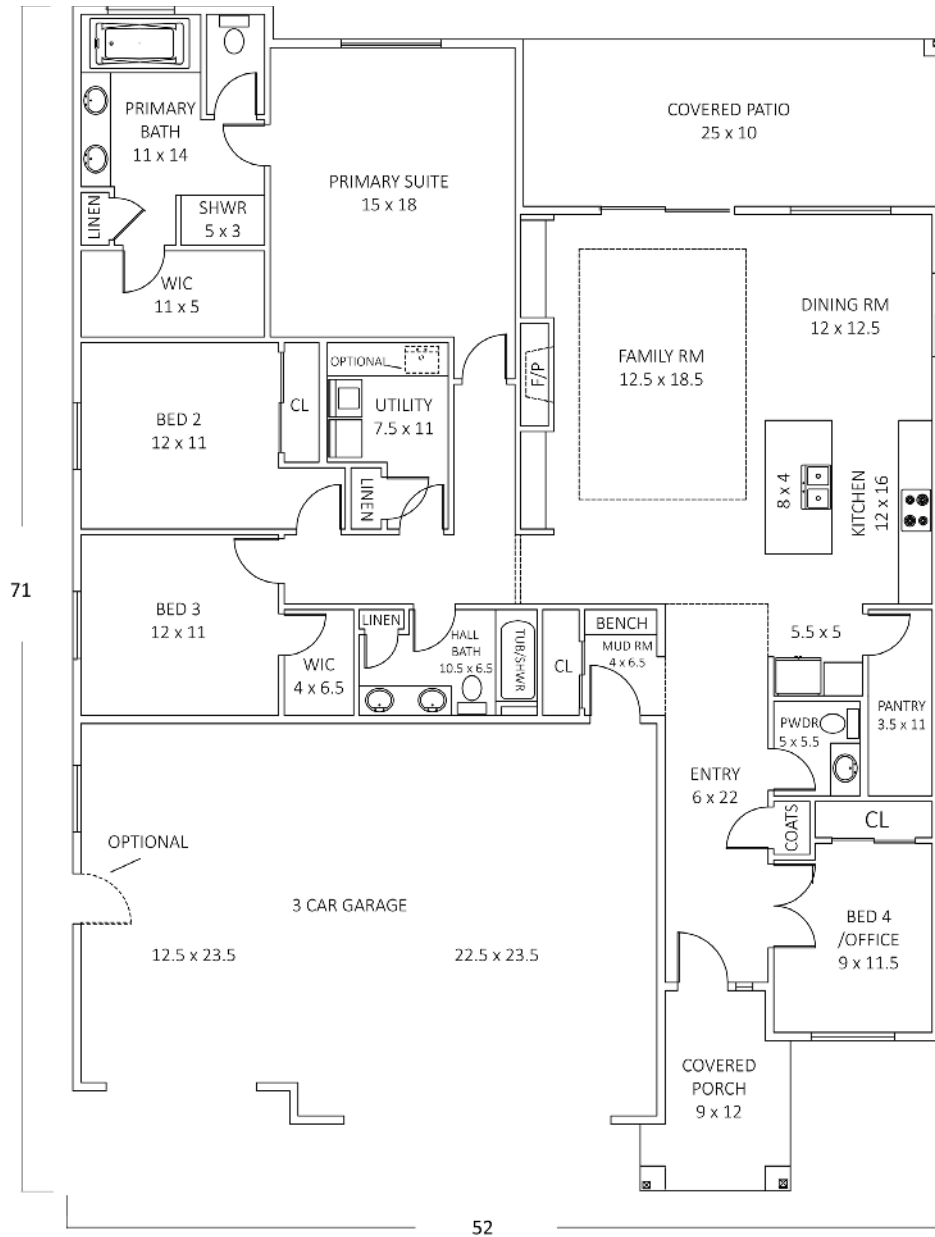 PRIMARY
BATH
11 x 14
LINEN
SHWR
5 x 3
WIC
11 x 5
PRIMARY SUITE
15 x 18
COVERED PATIO
25 x 10
FAMILY RM
12.5 x 18.5
F/P
DINING RM
12 x 12.5
KITCHEN
12 x 16
8 x 4
BED 2
12 x 11
CL
OPTIONAL
UTILITY
7.5 x 11
LINEN
71
BED 3
12 x 11
WIC
4 x 6.5
LINEN
HALL
BATH
10.5 x 6.5
TUB/SHWR
CL
BENCH
MUD RM
4 x 6.5
5.5 x 5
PANTRY
3.5 x 11
PWDR
5 x 5.5
ENTRY
6 x 22
COATS
CL
BED 4
/OFFICE
9 x 11.5
OPTIONAL
3 CAR GARAGE
12.5 x 23.5
22.5 x 23.5
COVERED
PORCH
9 x 12
52